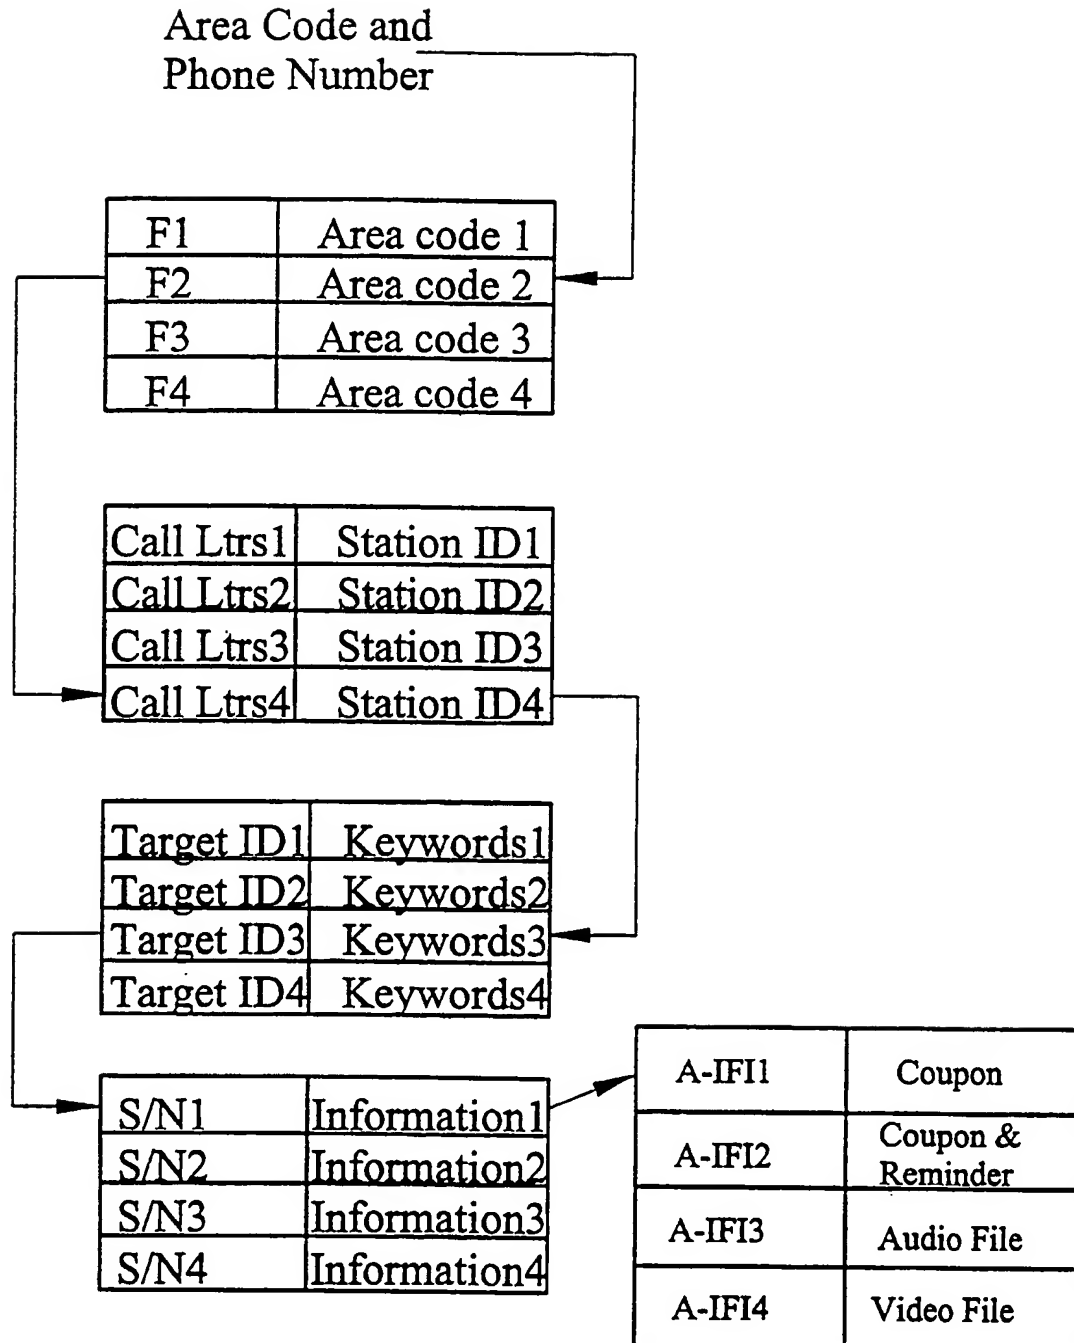 Area Code and
Phone Number
F1 Area code 1
F2 Area code 2
F3 Area code 3
F4 Area code 4
Call Ltrs1 Station ID1
Call Ltrs2 Station ID2
Call Ltrs3 Station ID3
Call Ltrs4 Station ID4
Target ID1 Keywords1
Target ID2 Keywords2
Target ID3 Keywords3
Target ID4 Keywords4
S/N1 Information1
S/N2 Information2
S/N3 Information3
S/N4 Information4
A-IFI1 Coupon
A-IFI2 Coupon &
Reminder
A-IFI3 Audio File
A-IFI4 Video File